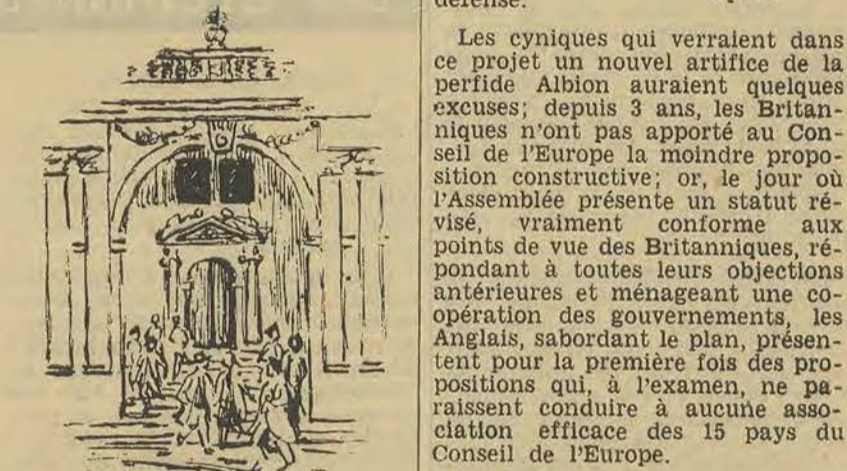 défense.
Les cyniques qui verraient dans
ce projet un nouvel artifice de la
perfide Albion auraient quelques
excuses; depuis 3 ans, les Britan-
niques n'ont pas apporté au Con-
seil de l'Europe la moindre propo-
sition constructive; or, le jour où
l'Assemblée présente un statut ré-
visé, vraiment conforme aux
points de vue des Britanniques, ré-
pondant à toutes leurs objections
antérieures et ménageant une co-
opération des gouvernements, les
Anglais, sabordant le plan, présen-
tent pour la première fois des pro-
positions qui, à l'examen, ne pa-
raissent conduire à aucune asso-
ciation efficace des 15 pays du
Conseil de l'Europe.